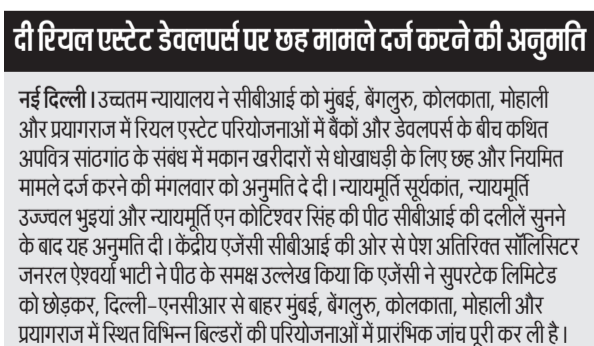 दी रियल एस्टेट डेवलपर्स पर छह मामले दर्ज करने की अनुमति
नई दिल्ली। उच्चतम न्यायालय ने सीबीआई को मुंबई, बेंगलुरु, कोलकाता, मोहाली
और प्रयागराज में रियल एस्टेट परियोजनाओं में बैंकों और डेवलपर्स के बीच कथित
अपवित्र सांठगांठ के संबंध में मकान खरीदारों से धोखाधड़ी के लिए छह और नियमित
मामले दर्ज करने की मंगलवार को अनुमति दे दी। न्यायमूर्ति सूर्यकांत, न्यायमूर्ति
उज्ज्वल भुइयां और न्यायमूर्ति एन कोटिश्वर सिंह की पीठ सीबीआई की दलीलें सुनने
के बाद यह अनुमति दी। केंद्रीय एजेंसी सीबीआई की ओर से पेश अतिरिक्त सॉलिसिटर
जनरल ऐश्वर्या भाटी ने पीठ के समक्ष उल्लेख किया कि एजेंसी ने सुपरटेक लिमिटेड
को छोड़कर, दिल्ली-एनसीआर से बाहर मुंबई, बेंगलुरु, कोलकाता, मोहाली और
प्रयागराज में स्थित विभिन्न बिल्डरों की परियोजनाओं में प्रारंभिक जांच पूरी कर ली है।